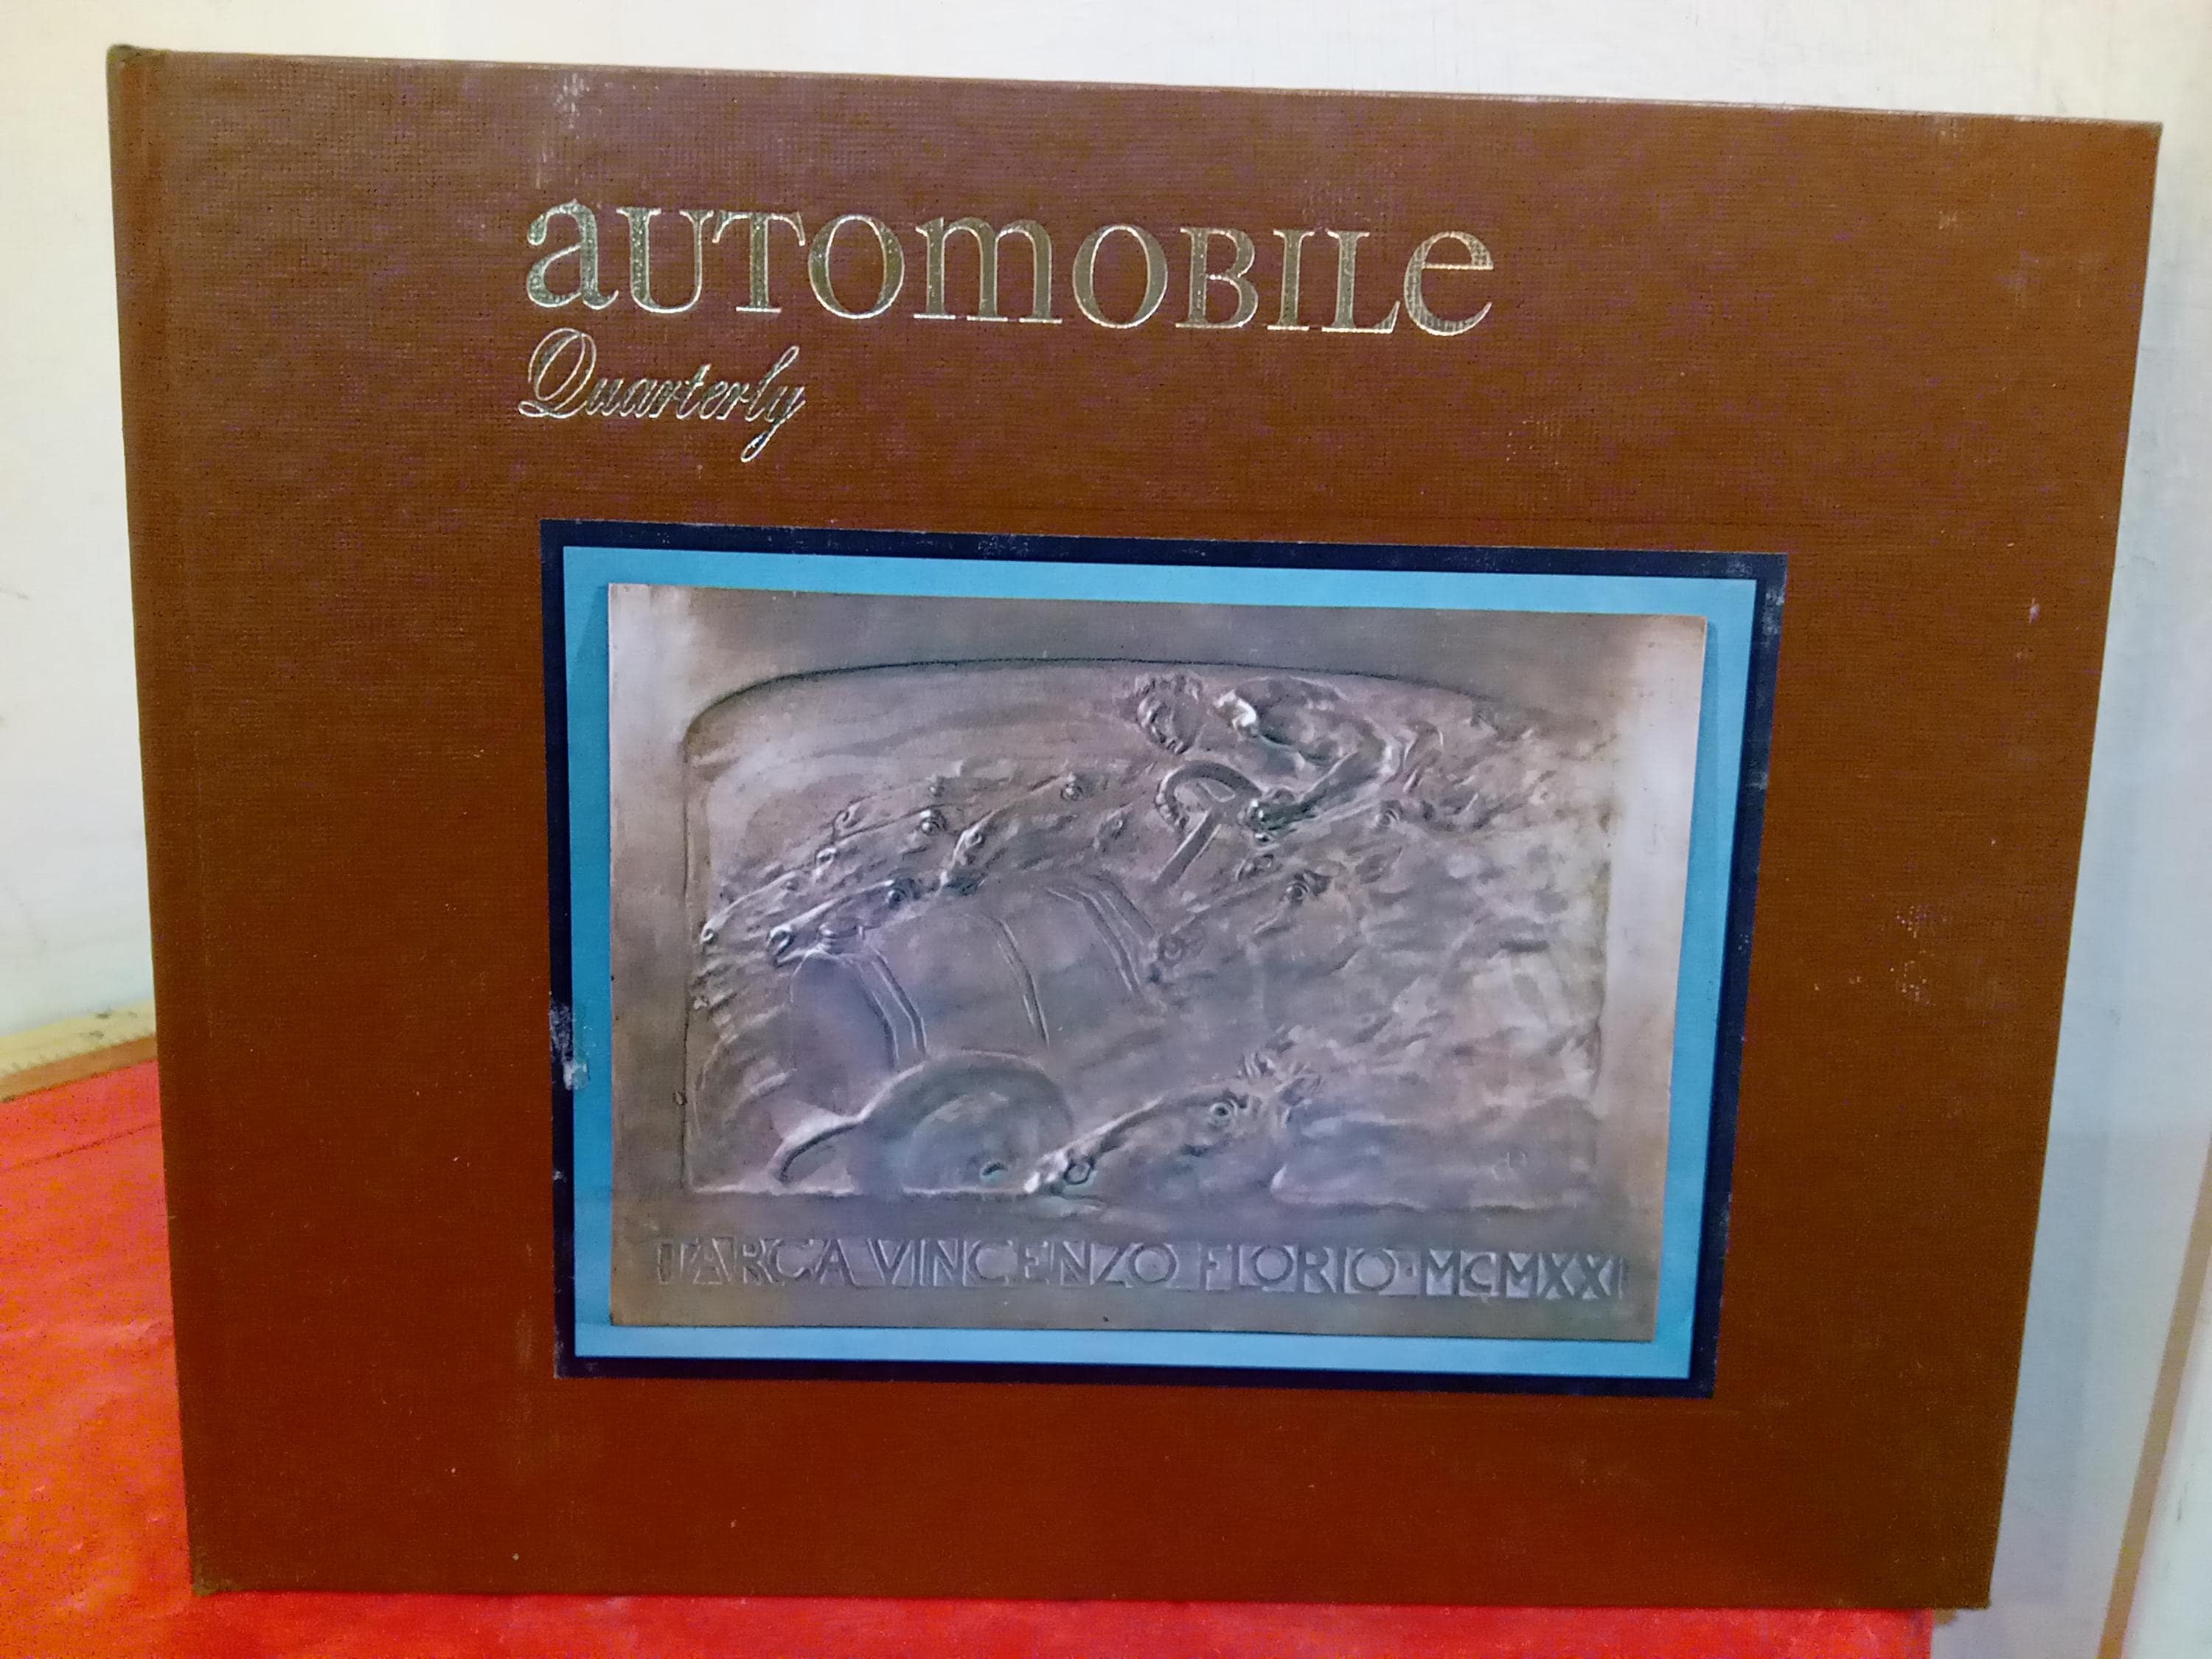 aUTOmOBILe
Quarterly
TARGA VINCENZO FLORIO · MCMXXI